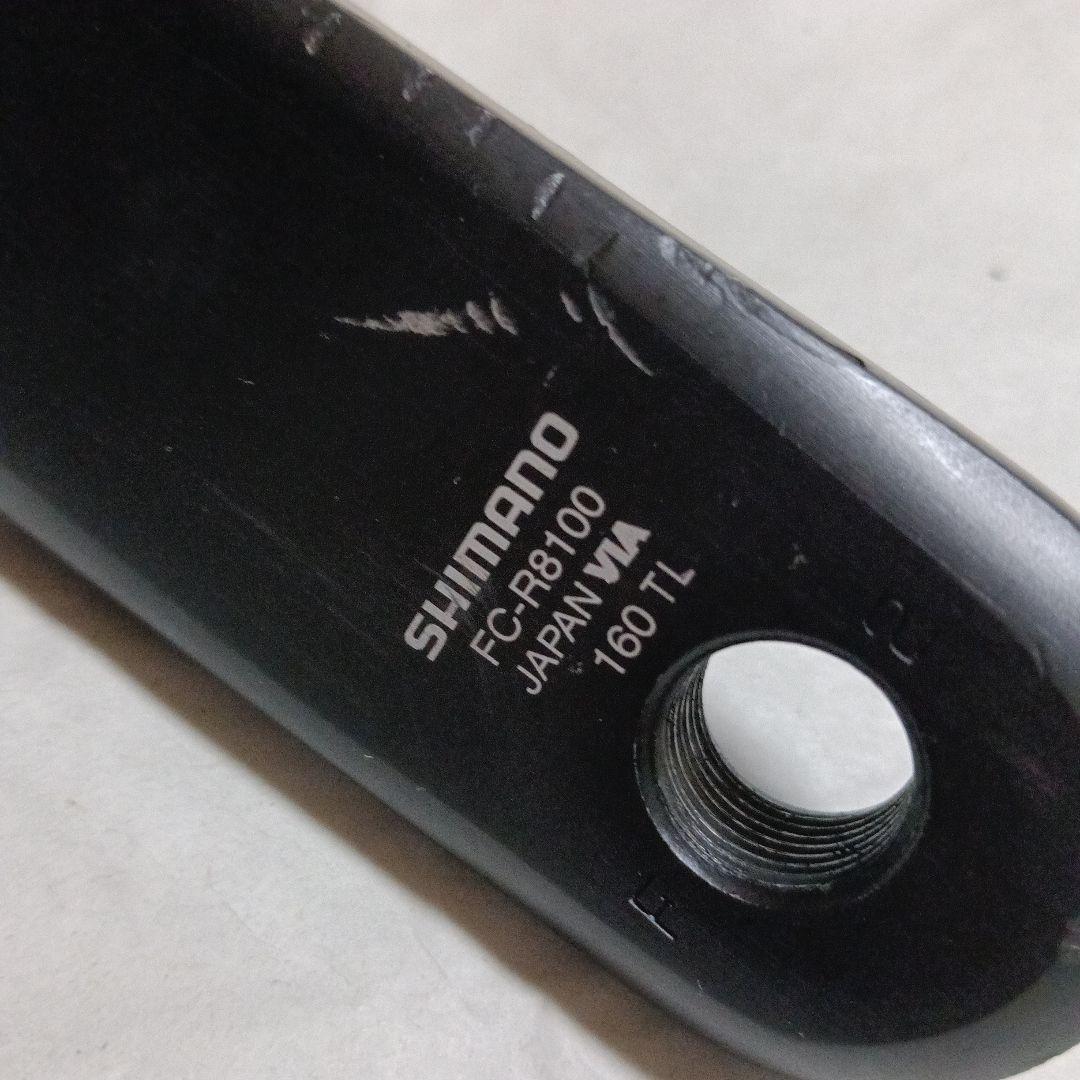 SHIMANO
FC-R8100
JAPAN VIA
160 TL